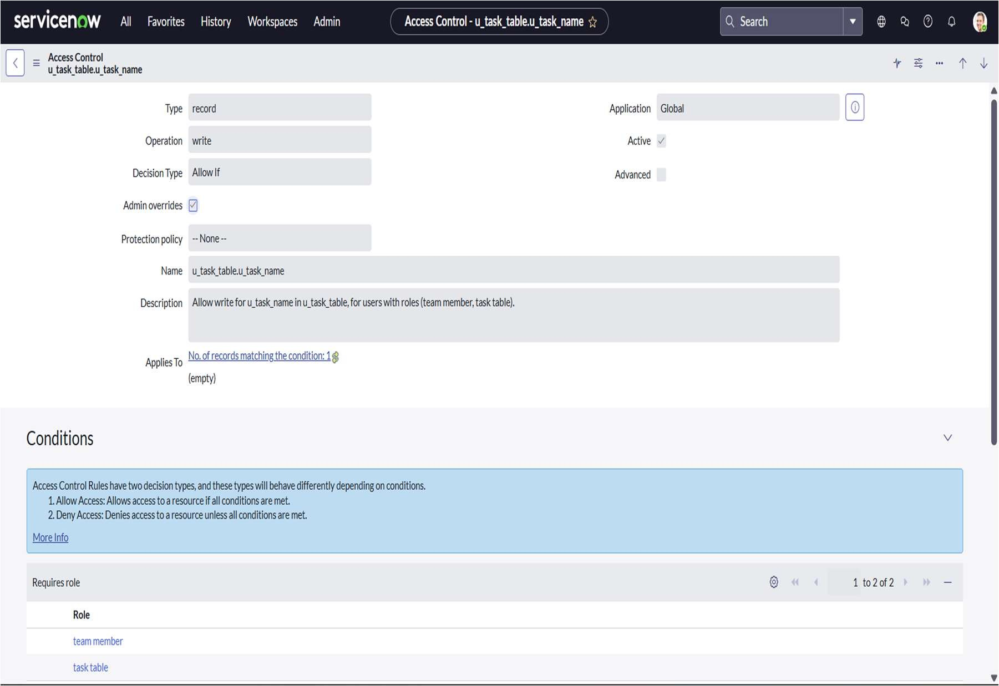 servicenow All Favorites History Workspaces Admin Access Control - u_task_table.u_task_name Search
Access Control
u_task_table.u_task_name
Type record Application Global
Operation write Active
Decision Type Allow If Advanced
Admin overrides
Protection policy -- None --
Name u_task_table.u_task_name
Description Allow write for u_task_name in u_task_table, for users with roles (team member, task table).
Applies To No. of records matching the condition: 1
(empty)
Conditions
Access Control Rules have two decision types, and these types will behave differently depending on conditions.
1. Allow Access: Allows access to a resource if all conditions are met.
2. Deny Access: Denies access to a resource unless all conditions are met.
More Info
Requires role 1 to 2 of 2
Role
team member
task table